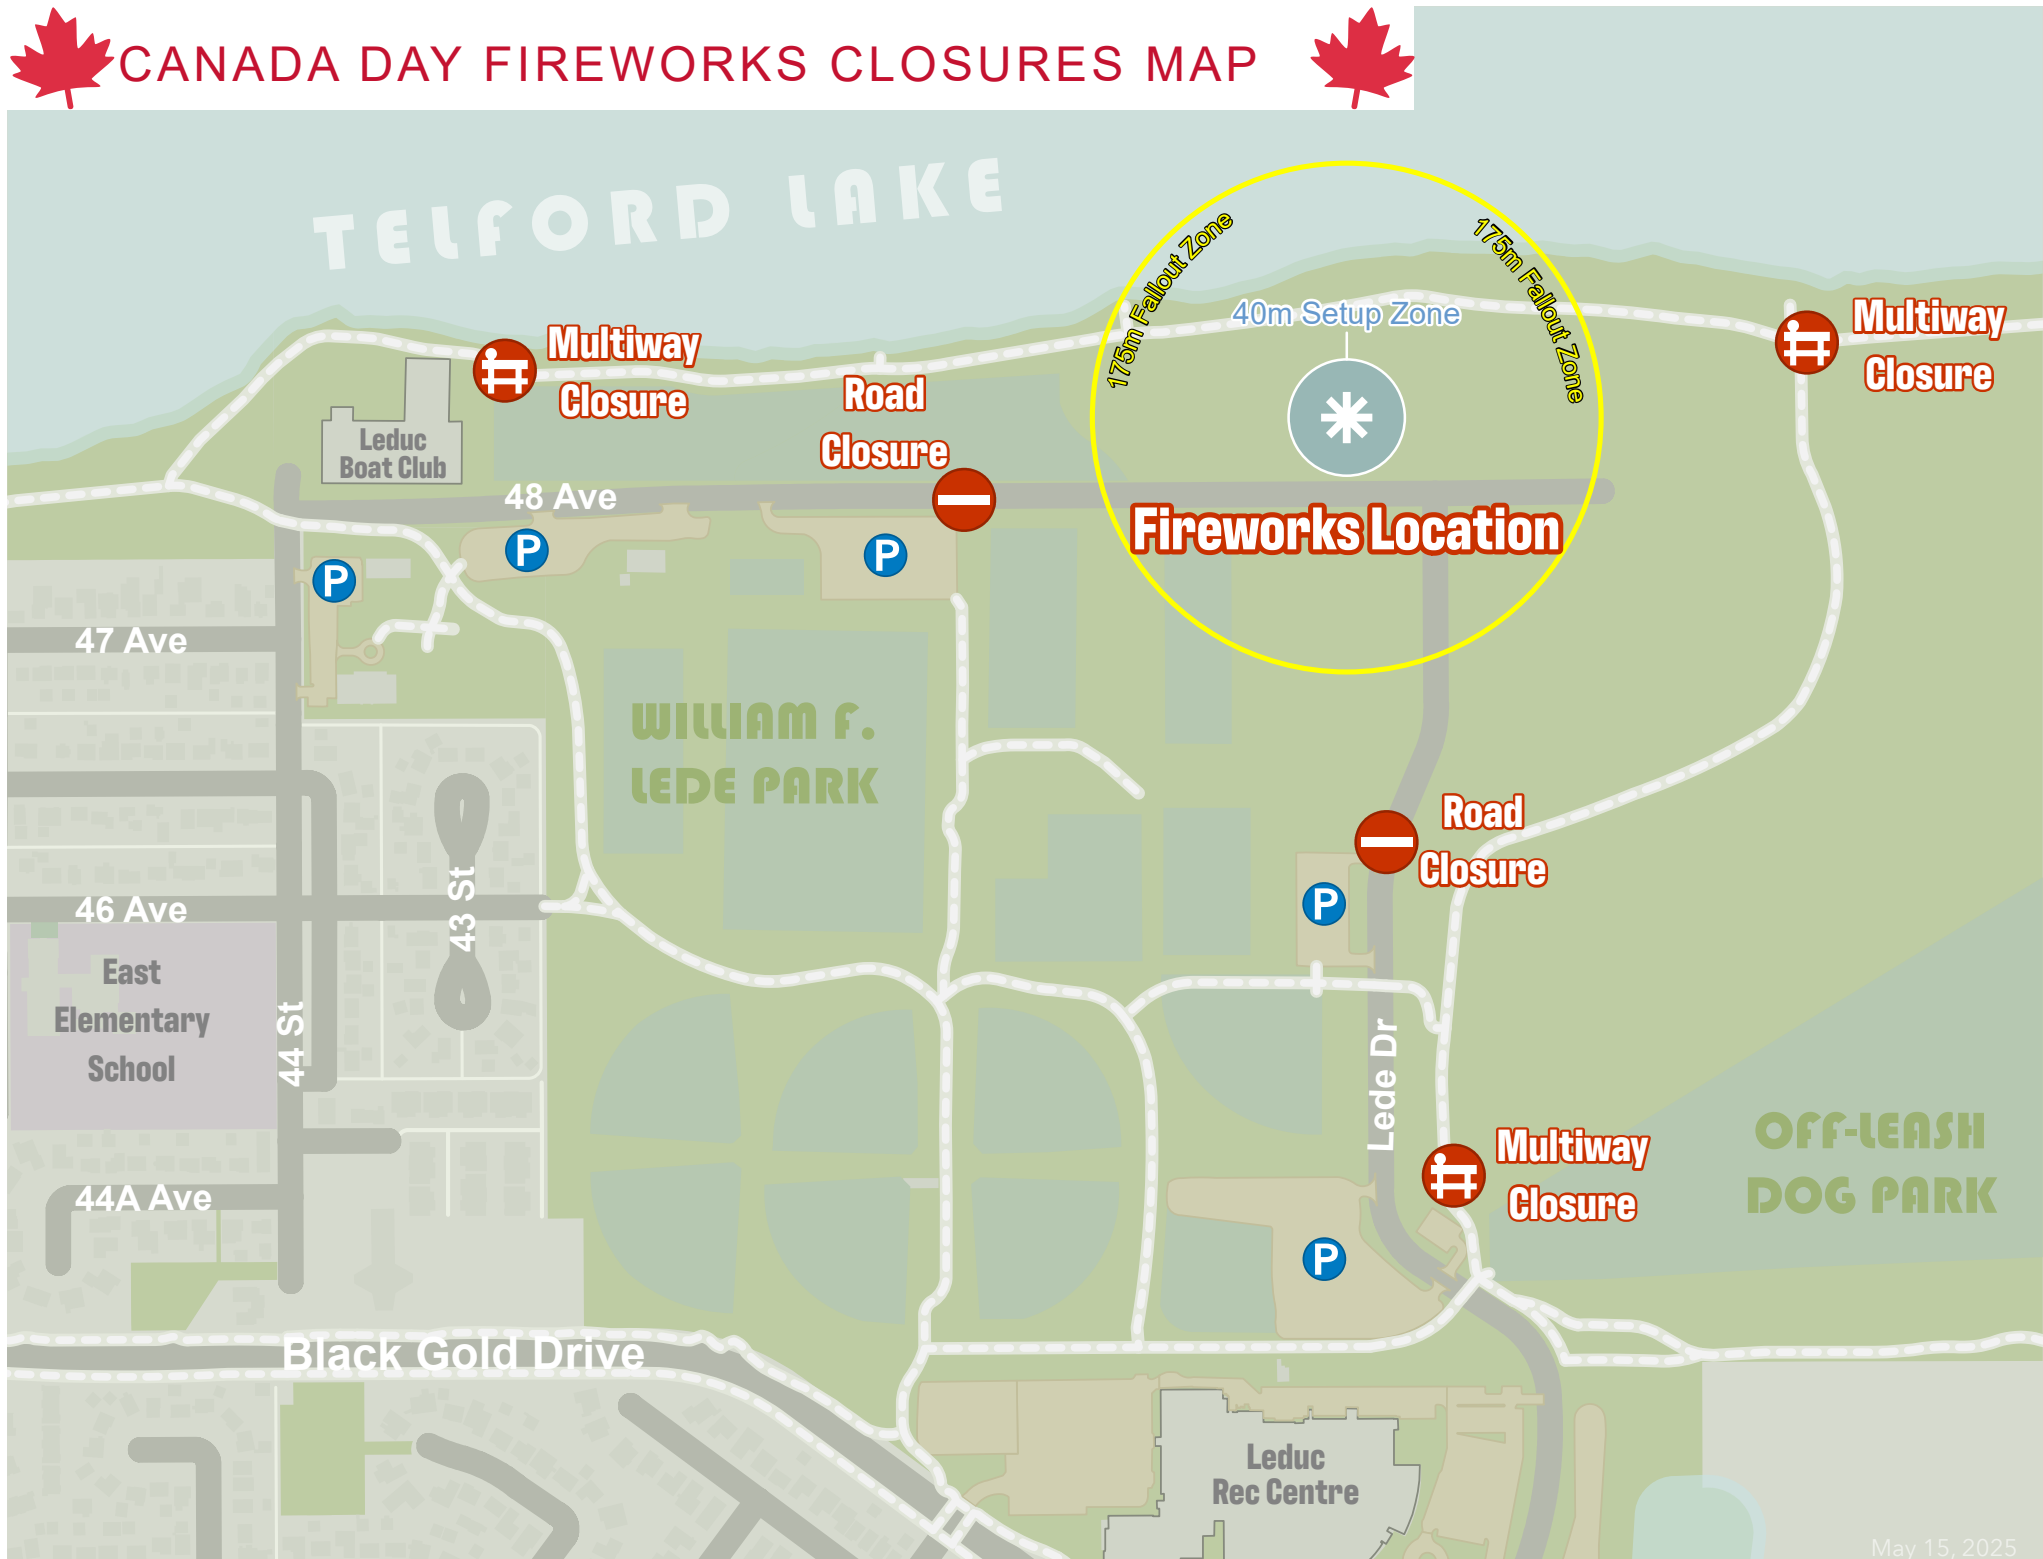 CANADA DAY FIREWORKS CLOSURES MAP
TELFORD LAKE
175m Fallout Zone
175m Fallout Zone
40m Setup Zone
Multiway
Closure
Multiway
Closure
Road
Closure
Leduc
Boat Club
48 Ave
Fireworks Location
P
P
P
47 Ave
WILLIAM F.
LEDE PARK
Road
Closure
P
46 Ave
43 St
East
Elementary
School
44 St
Lede Dr
Multiway
Closure
OFF-LEASH
DOG PARK
44A Ave
P
Black Gold Drive
Leduc
Rec Centre
May 15, 2025